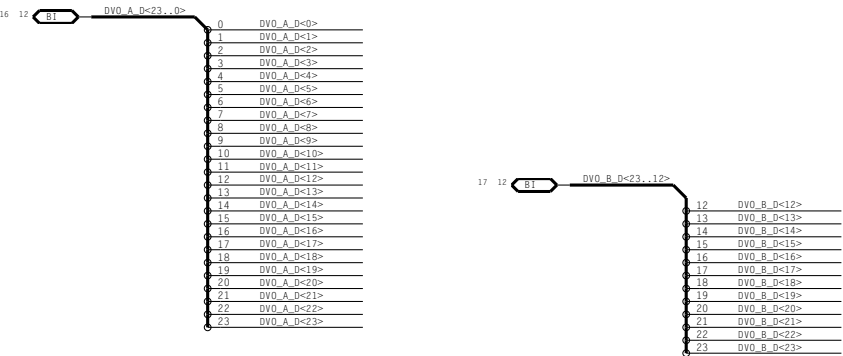 16 12 BI DVO_A_D<23..0>
0 DVO_A_D<0>
1 DVO_A_D<1>
2 DVO_A_D<2>
3 DVO_A_D<3>
4 DVO_A_D<4>
5 DVO_A_D<5>
6 DVO_A_D<6>
7 DVO_A_D<7>
8 DVO_A_D<8>
9 DVO_A_D<9>
10 DVO_A_D<10>
11 DVO_A_D<11>
12 DVO_A_D<12>
13 DVO_A_D<13>
14 DVO_A_D<14>
15 DVO_A_D<15>
16 DVO_A_D<16>
17 DVO_A_D<17>
18 DVO_A_D<18>
19 DVO_A_D<19>
20 DVO_A_D<20>
21 DVO_A_D<21>
22 DVO_A_D<22>
23 DVO_A_D<23>
17 12 BI DVO_B_D<23..12>
12 DVO_B_D<12>
13 DVO_B_D<13>
14 DVO_B_D<14>
15 DVO_B_D<15>
16 DVO_B_D<16>
17 DVO_B_D<17>
18 DVO_B_D<18>
19 DVO_B_D<19>
20 DVO_B_D<20>
21 DVO_B_D<21>
22 DVO_B_D<22>
23 DVO_B_D<23>